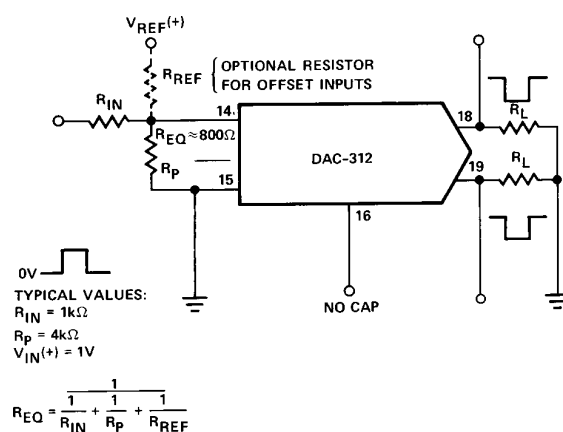 VREF(+)
RREF { OPTIONAL RESISTOR
FOR OFFSET INPUTS
RIN
14
REQ≈800Ω
RP
15
DAC-312
16
18
RL
19
RL
NO CAP
0V
TYPICAL VALUES:
RIN = 1kΩ
RP = 4kΩ
VIN(+) = 1V
REQ = 1 / (1/RIN + 1/RP + 1/RREF)